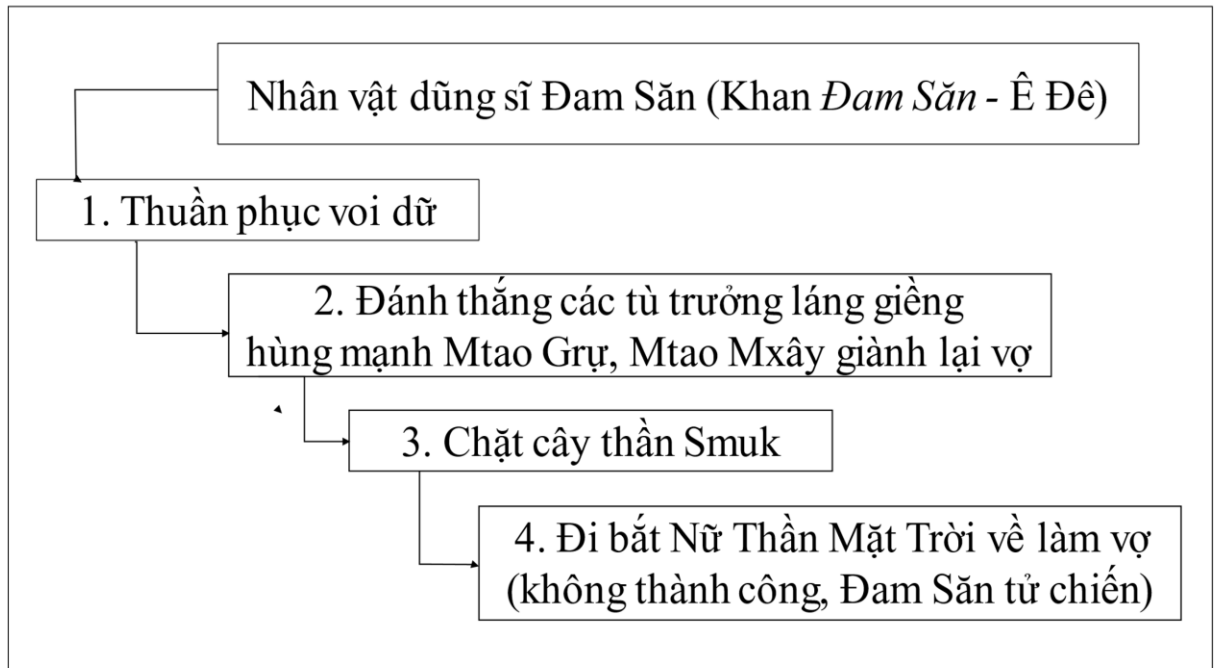 Nhân vật dũng sĩ Đam Săn (Khan Đam Săn - Ê Đê)
1. Thuần phục voi dữ
2. Đánh thắng các tù trưởng láng giềng
hùng mạnh Mtao Grự, Mtao Mxây giành lại vợ
3. Chặt cây thần Smuk
4. Đi bắt Nữ Thần Mặt Trời về làm vợ
(không thành công, Đam Săn tử chiến)